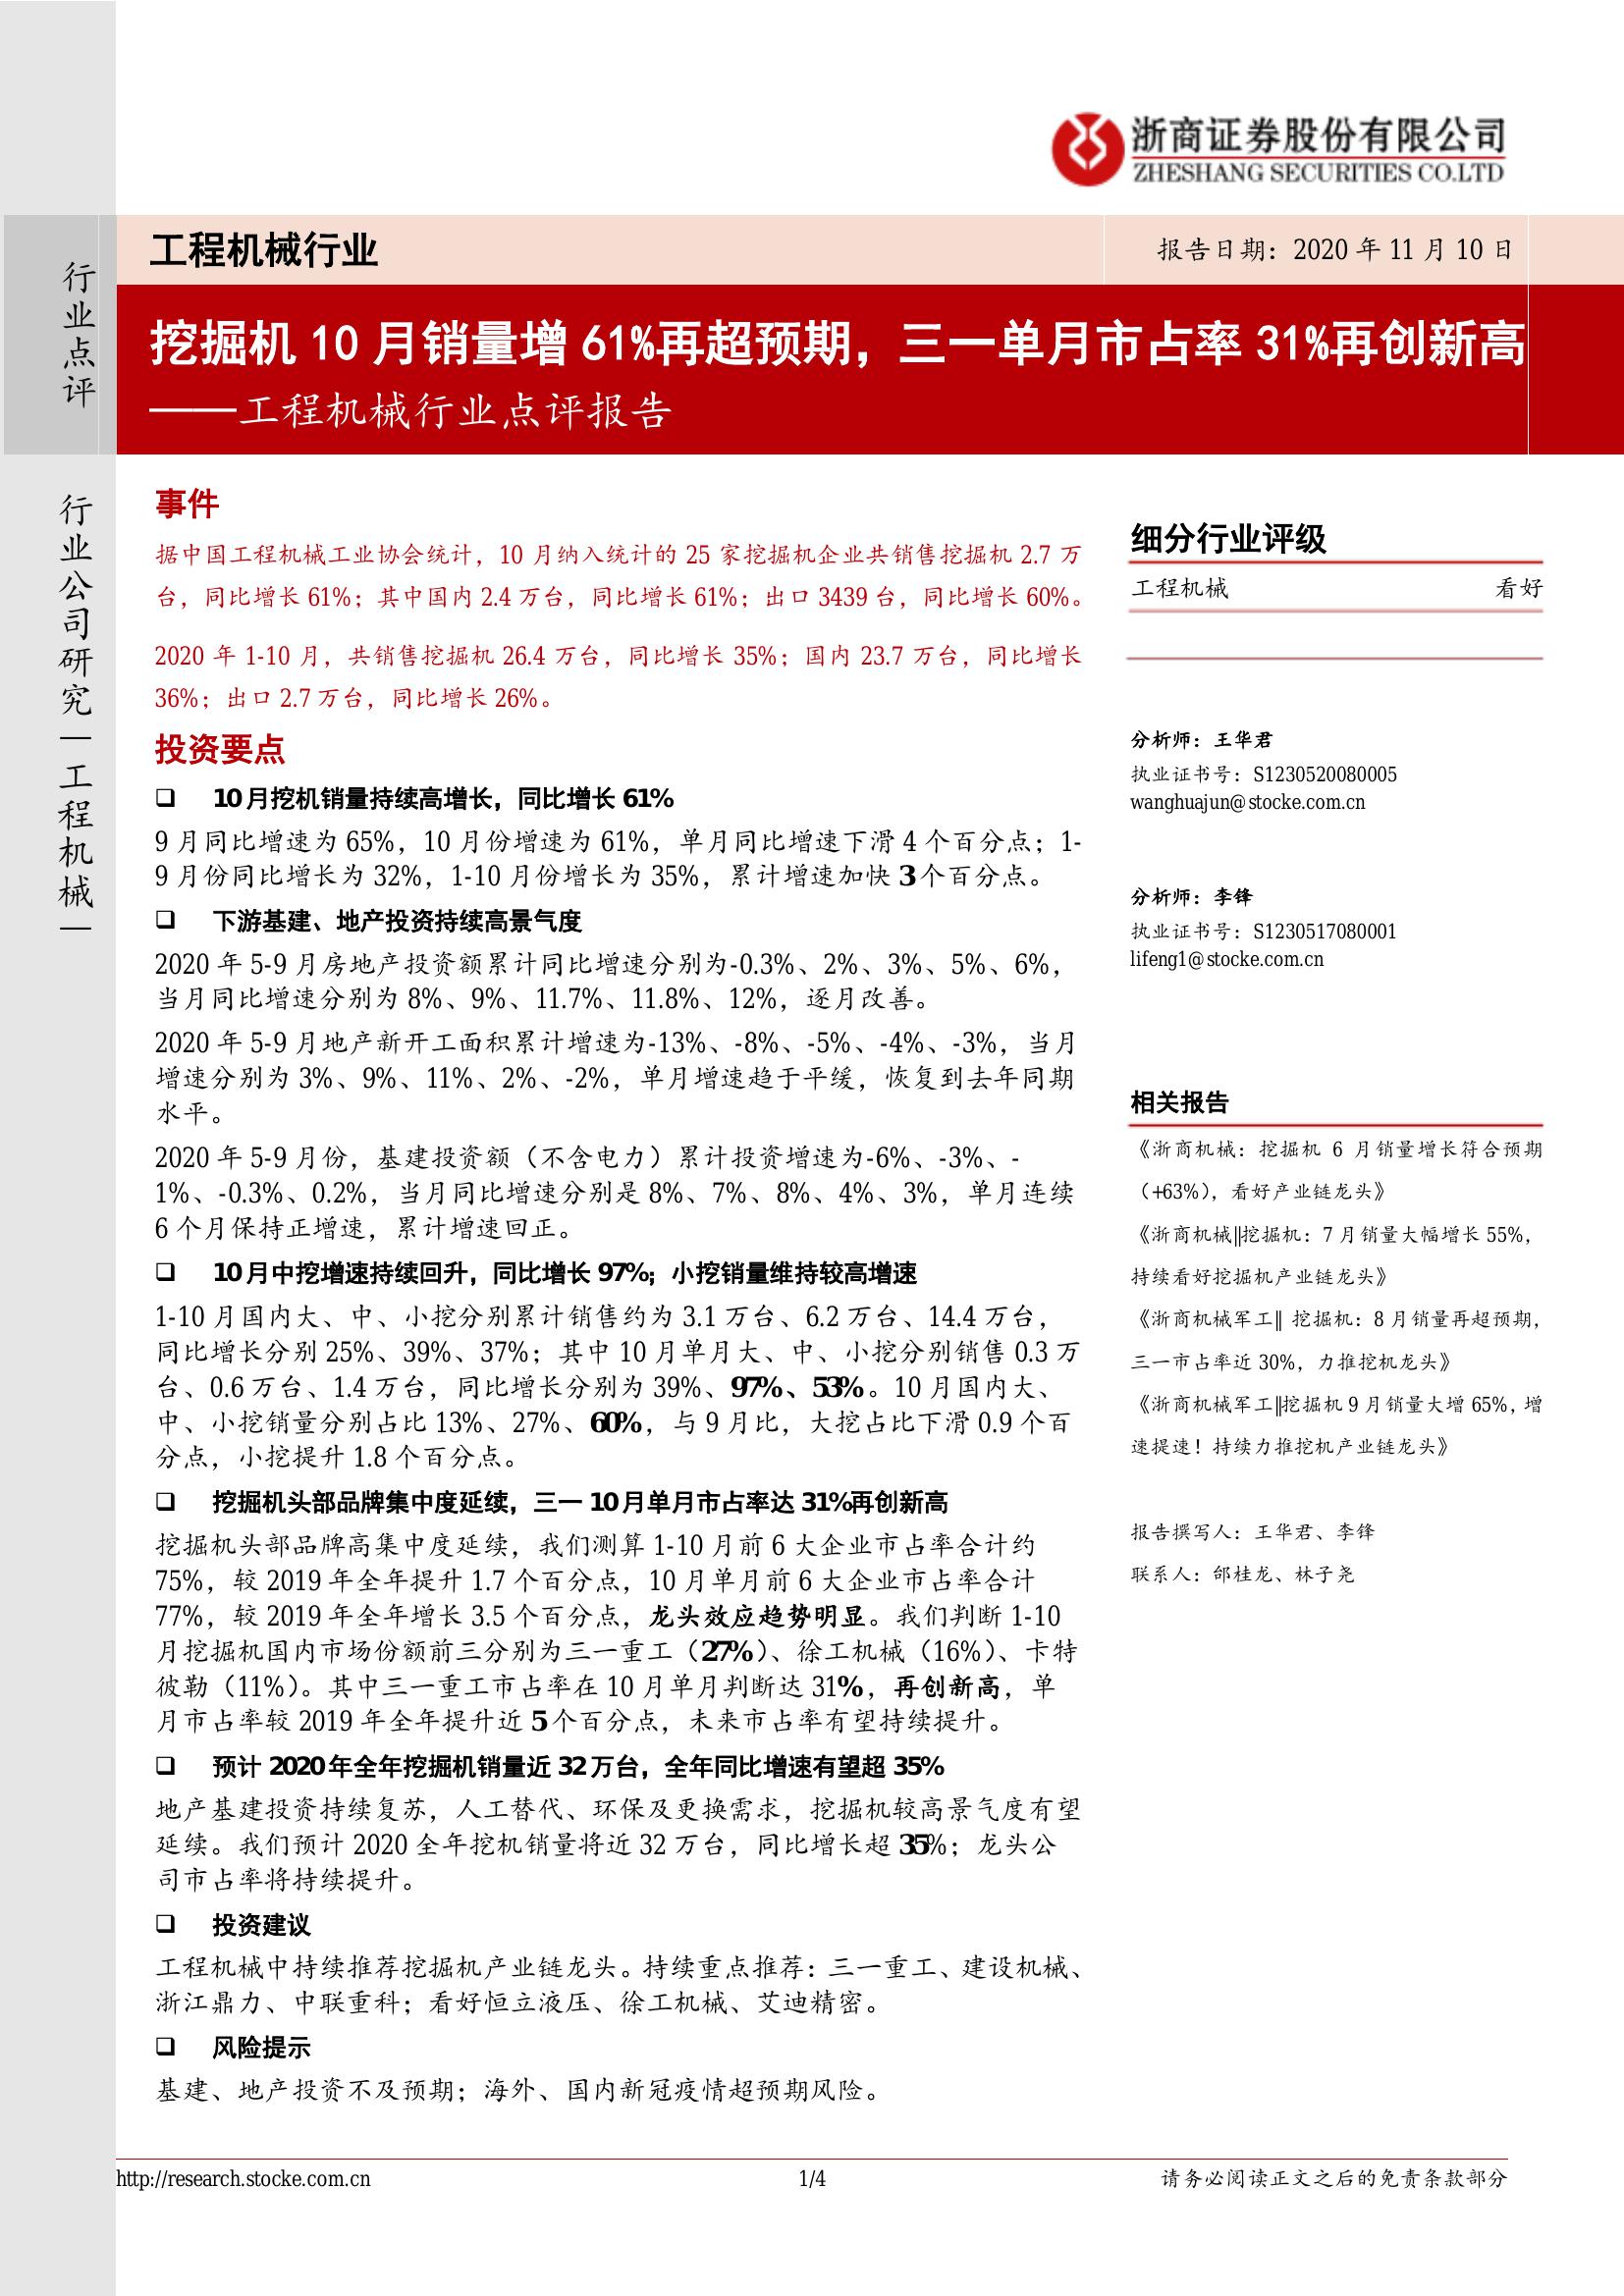 浙商证券股份有限公司
ZHESHANG SECURITIES CO.LTD
行业点评
行业公司研究｜工程机械｜
工程机械行业
报告日期：2020 年 11 月 10 日
挖掘机 10 月销量增 61%再超预期，三一单月市占率 31%再创新高
——工程机械行业点评报告
事件
据中国工程机械工业协会统计，10 月纳入统计的 25 家挖掘机企业共销售挖掘机 2.7 万
台，同比增长 61%；其中国内 2.4 万台，同比增长 61%；出口 3439 台，同比增长 60%。
2020 年 1-10 月，共销售挖掘机 26.4 万台，同比增长 35%；国内 23.7 万台，同比增长
36%；出口 2.7 万台，同比增长 26%。
投资要点
❑ 10 月挖机销量持续高增长，同比增长 61%
9 月同比增速为 65%，10 月份增速为 61%，单月同比增速下滑 4 个百分点；1-
9 月份同比增长为 32%，1-10 月份增长为 35%，累计增速加快 3 个百分点。
❑ 下游基建、地产投资持续高景气度
2020 年 5-9 月房地产投资额累计同比增速分别为-0.3%、2%、3%、5%、6%，
当月同比增速分别为 8%、9%、11.7%、11.8%、12%，逐月改善。
2020 年 5-9 月地产新开工面积累计增速为-13%、-8%、-5%、-4%、-3%，当月
增速分别为 3%、9%、11%、2%、-2%，单月增速趋于平缓，恢复到去年同期
水平。
2020 年 5-9 月份，基建投资额（不含电力）累计投资增速为-6%、-3%、-
1%、-0.3%、0.2%，当月同比增速分别是 8%、7%、8%、4%、3%，单月连续
6 个月保持正增速，累计增速回正。
❑ 10 月中挖增速持续回升，同比增长 97%；小挖销量维持较高增速
1-10 月国内大、中、小挖分别累计销售约为 3.1 万台、6.2 万台、14.4 万台，
同比增长分别 25%、39%、37%；其中 10 月单月大、中、小挖分别销售 0.3 万
台、0.6 万台、1.4 万台，同比增长分别为 39%、97%、53%。10 月国内大、
中、小挖销量分别占比 13%、27%、60%，与 9 月比，大挖占比下滑 0.9 个百
分点，小挖提升 1.8 个百分点。
❑ 挖掘机头部品牌集中度延续，三一 10 月单月市占率达 31%再创新高
挖掘机头部品牌高集中度延续，我们测算 1-10 月前 6 大企业市占率合计约
75%，较 2019 年全年提升 1.7 个百分点，10 月单月前 6 大企业市占率合计
77%，较 2019 年全年增长 3.5 个百分点，龙头效应趋势明显。我们判断 1-10
月挖掘机国内市场份额前三分别为三一重工（27%）、徐工机械（16%）、卡特
彼勒（11%）。其中三一重工市占率在 10 月单月判断达 31%，再创新高，单
月市占率较 2019 年全年提升近 5 个百分点，未来市占率有望持续提升。
❑ 预计 2020 年全年挖掘机销量近 32 万台，全年同比增速有望超 35%
地产基建投资持续复苏，人工替代、环保及更换需求，挖掘机较高景气度有望
延续。我们预计 2020 全年挖机销量将近 32 万台，同比增长超 35%；龙头公
司市占率将持续提升。
❑ 投资建议
工程机械中持续推荐挖掘机产业链龙头。持续重点推荐：三一重工、建设机械、
浙江鼎力、中联重科；看好恒立液压、徐工机械、艾迪精密。
❑ 风险提示
基建、地产投资不及预期；海外、国内新冠疫情超预期风险。
细分行业评级
工程机械 看好
分析师：王华君
执业证书号：S1230520080005
wanghuajun@stocke.com.cn
分析师：李锋
执业证书号：S1230517080001
lifeng1@stocke.com.cn
相关报告
《浙商机械：挖掘机 6 月销量增长符合预期
（+63%），看好产业链龙头》
《浙商机械||挖掘机：7 月销量大幅增长 55%，
持续看好挖掘机产业链龙头》
《浙商机械军工|| 挖掘机：8 月销量再超预期，
三一市占率近 30%，力推挖机龙头》
《浙商机械军工||挖掘机 9 月销量大增 65%，增
速提速！持续力推挖机产业链龙头》
报告撰写人：王华君、李锋
联系人：邰桂龙、林子尧
http://research.stocke.com.cn
1/4
请务必阅读正文之后的免责条款部分